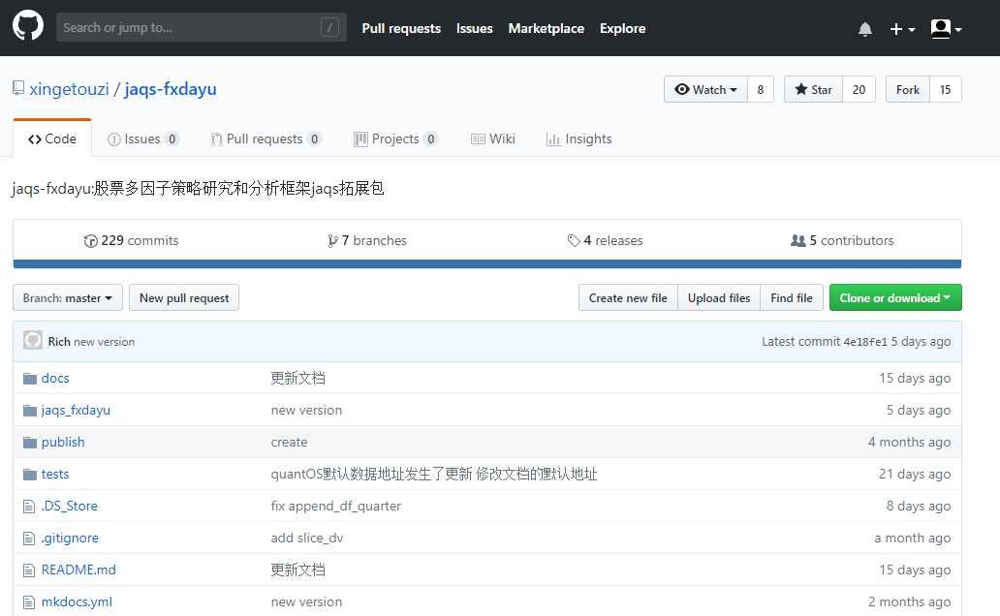 Search or jump to... / Pull requests Issues Marketplace Explore
xingetouzi / jaqs-fxdayu Watch 8 Star 20 Fork 15
Code Issues 0 Pull requests 0 Projects 0 Wiki Insights
jaqs-fxdayu:股票多因子策略研究和分析框架jaqs拓展包
229 commits 7 branches 4 releases 5 contributors
Branch: master New pull request Create new file Upload files Find file Clone or download
Rich new version Latest commit 4e18fe1 5 days ago
docs 更新文档 15 days ago
jaqs_fxdayu new version 5 days ago
publish create 4 months ago
tests quantOS默认数据地址发生了更新 修改文档的默认地址 21 days ago
.DS_Store fix append_df_quarter 8 days ago
.gitignore add slice_dv a month ago
README.md 更新文档 15 days ago
mkdocs.yml new version 2 months ago